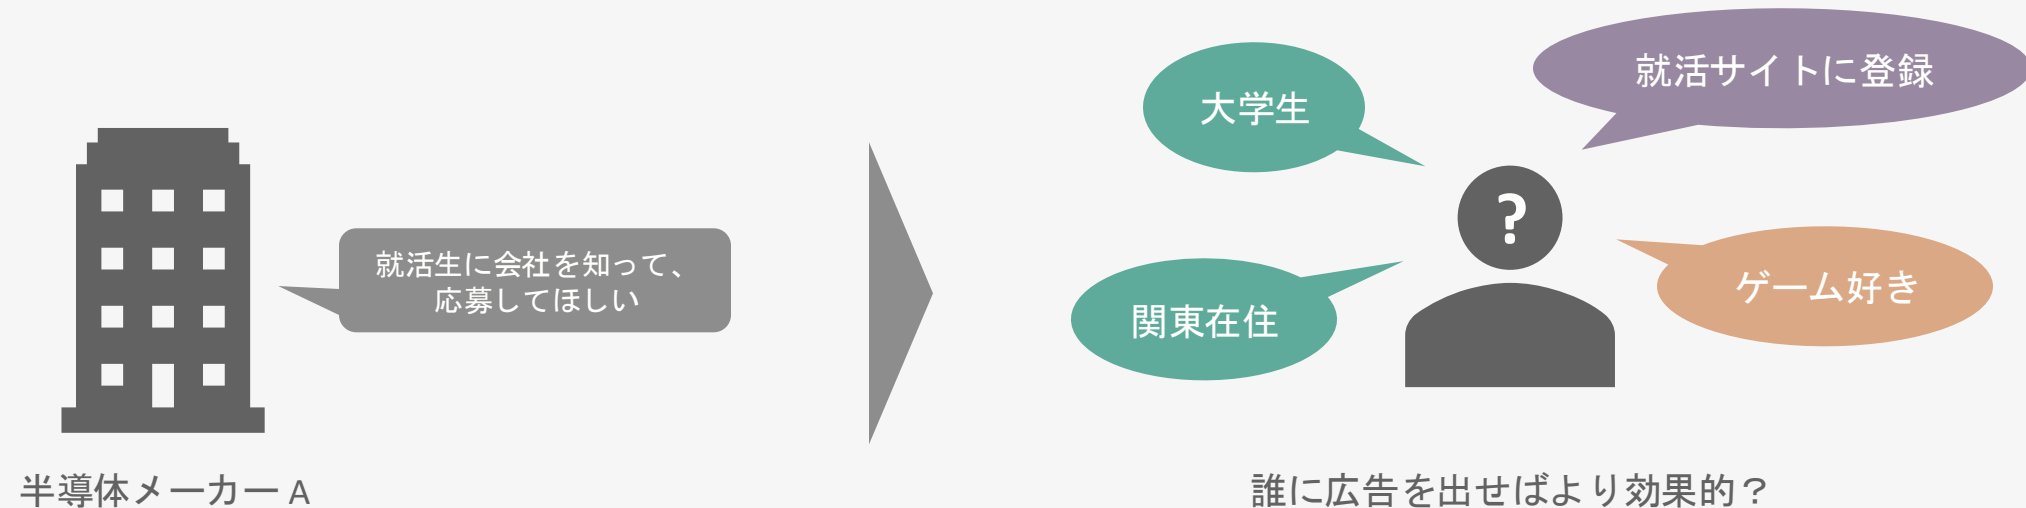 就活生に会社を知って、
応募してほしい
半導体メーカー A
大学生
就活サイトに登録
?
関東在住
ゲーム好き
誰に広告を出せばより効果的？